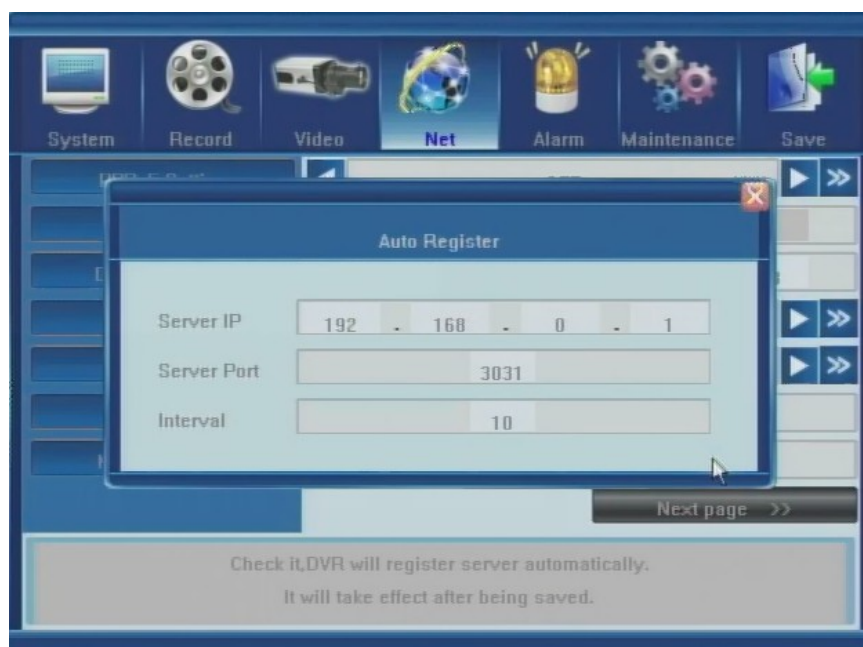 System Record Video Net Alarm Maintenance Save
Auto Register
Server IP 192 . 168 . 0 . 1
Server Port 3031
Interval 10
Next page >>
Check it,DVR will register server automatically.
It will take effect after being saved.